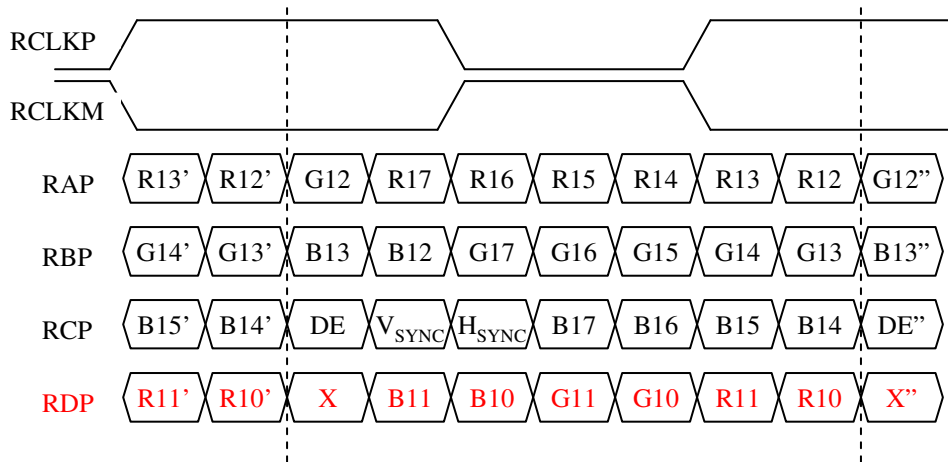 RCLKP
RCLKM
RAP R13’ R12’ G12 R17 R16 R15 R14 R13 R12 G12”
RBP G14’ G13’ B13 B12 G17 G16 G15 G14 G13 B13”
RCP B15’ B14’ DE VSYNC HSYNC B17 B16 B15 B14 DE”
RDP R11’ R10’ X B11 B10 G11 G10 R11 R10 X”